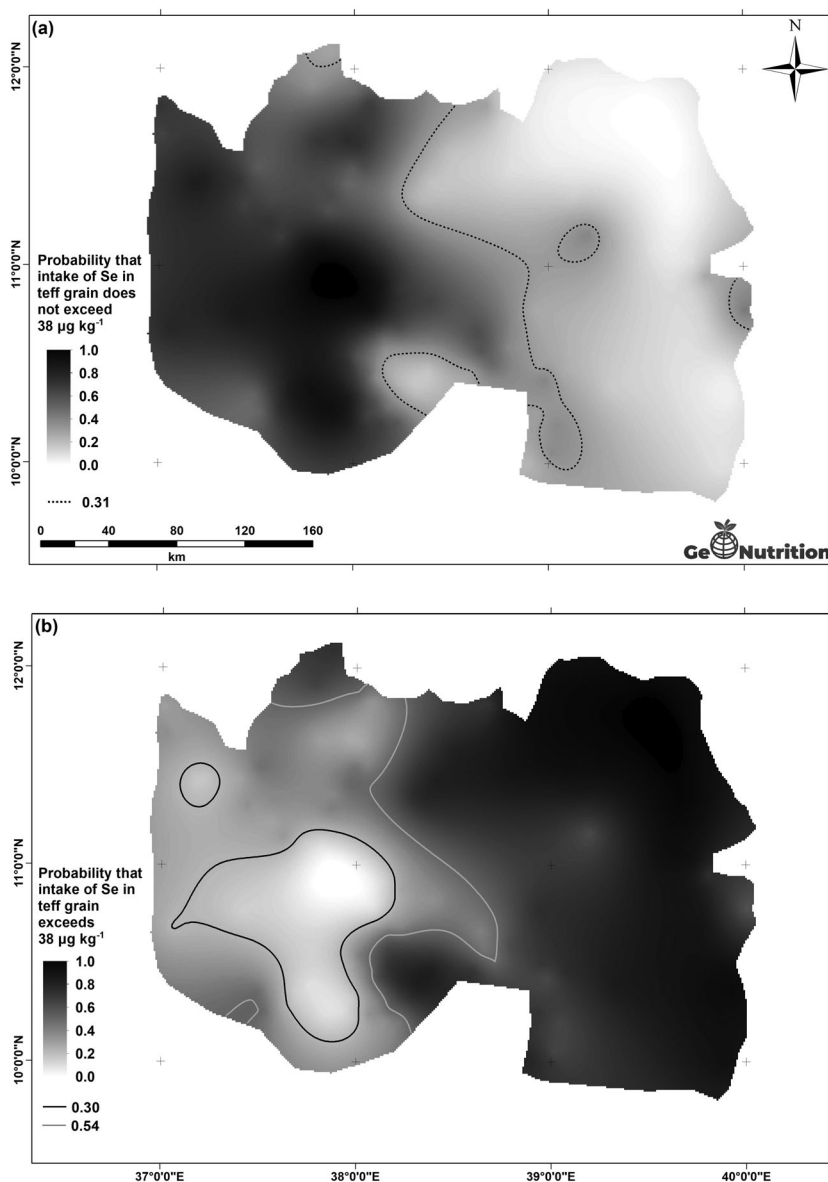 (a)
N
12°0'0"N
11°0'0"N
10°0'0"N
Probability that
intake of Se in
teff grain does
not exceed
38 µg kg⁻¹
1.0
0.8
0.6
0.4
0.2
0.0
0.31
0 40 80 120 160
km
GeoNutrition
(b)
12°0'0"N
11°0'0"N
10°0'0"N
Probability that
intake of Se in
teff grain
exceeds
38 µg kg⁻¹
1.0
0.8
0.6
0.4
0.2
0.0
0.30
0.54
37°0'0"E 38°0'0"E 39°0'0"E 40°0'0"E